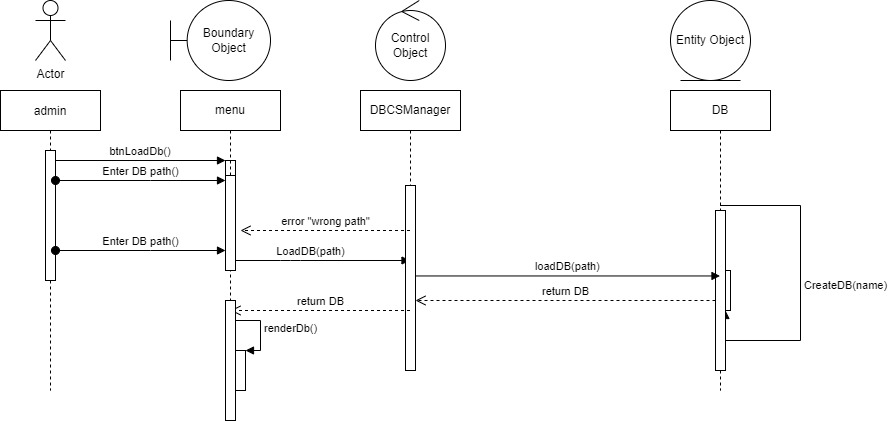 Boundary
Object
Control
Object
Entity Object
Actor
admin
menu
DBCSManager
DB
btnLoadDb()
Enter DB path()
error "wrong path"
Enter DB path()
LoadDB(path)
loadDB(path)
CreateDB(name)
return DB
return DB
renderDb()